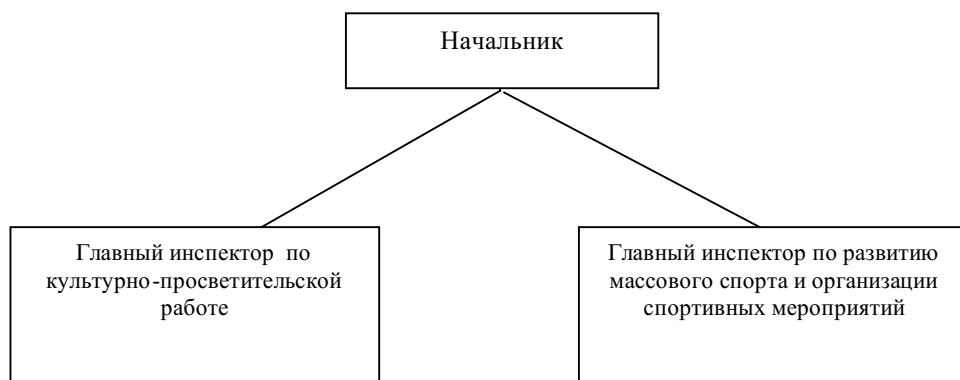 Начальник
Главный инспектор по
культурно-просветительской
работе
Главный инспектор по развитию
массового спорта и организации
спортивных мероприятий